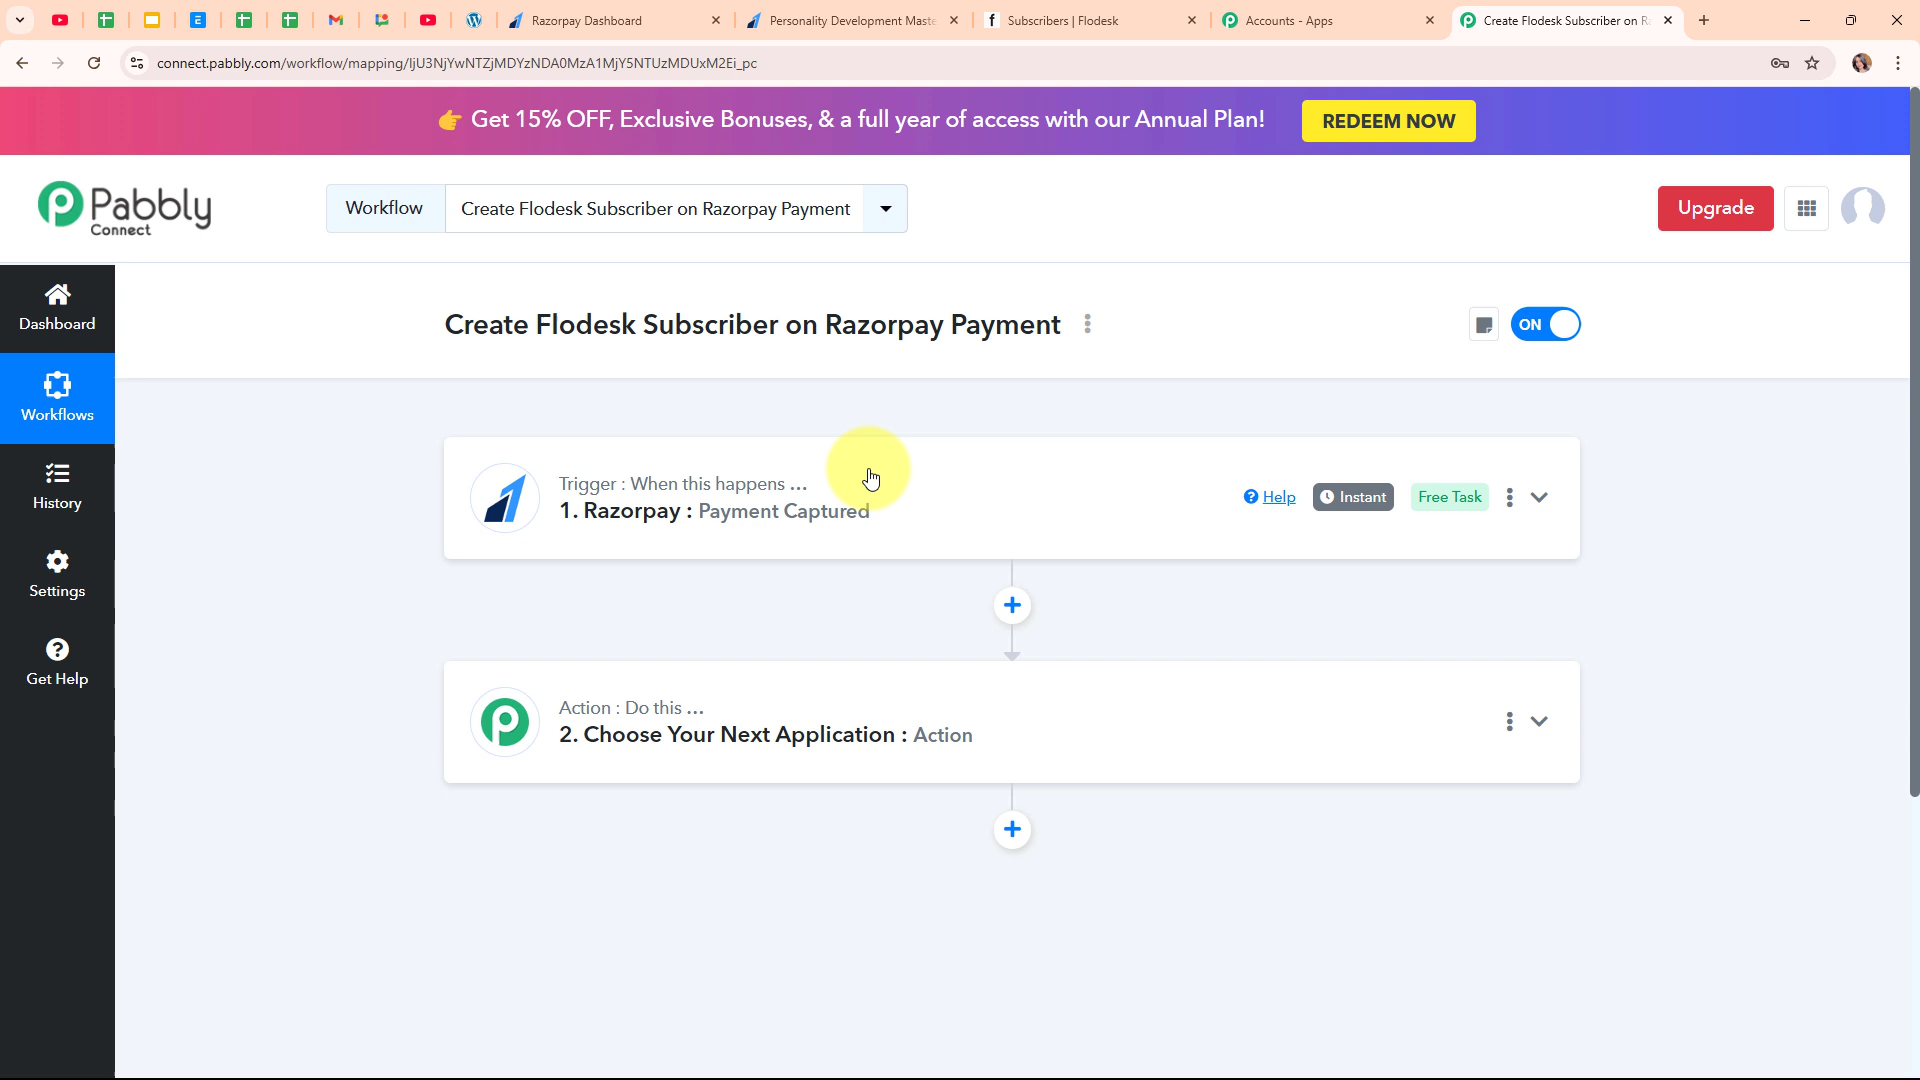 Razorpay Dashboard
Personality Development Maste
Subscribers | Flodesk
Accounts - Apps
Create Flodesk Subscriber on R
connect.pabbly.com/workflow/mapping/IjU3NjYwNTZjMDYzNDA0MzA1MjY5NTUzMDUxM2Ei_pc
👉 Get 15% OFF, Exclusive Bonuses, & a full year of access with our Annual Plan!
REDEEM NOW
Pabbly
Connect
Workflow
Create Flodesk Subscriber on Razorpay Payment
Upgrade
Dashboard
Workflows
History
Settings
Get Help
Create Flodesk Subscriber on Razorpay Payment
ON
Trigger : When this happens ...
1. Razorpay : Payment Captured
Help
Instant
Free Task
Action : Do this ...
2. Choose Your Next Application : Action